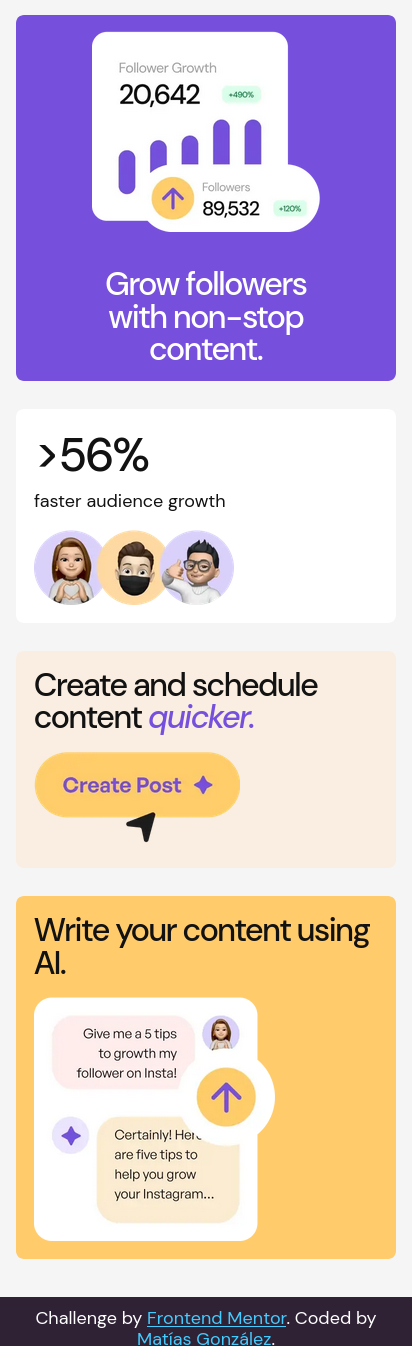 Follower Growth
20,642
+490%
Followers
89,532
+120%
Grow followers
with non-stop
content.
>56%
faster audience growth
Create and schedule
content quicker.
Create Post
Write your content using
AI.
Give me a 5 tips
to growth my
follower on Insta!
Certainly! Here
are five tips to
help you grow
your Instagram...
Challenge by Frontend Mentor. Coded by
Matías González.